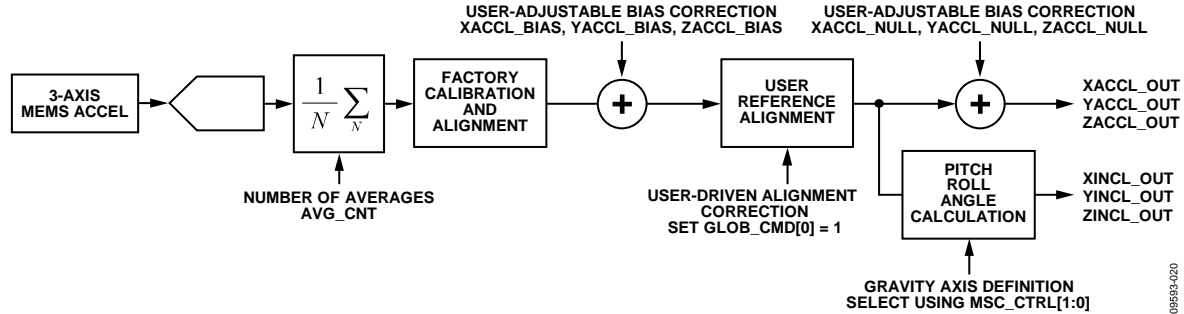 USER-ADJUSTABLE BIAS CORRECTION
XACCL_BIAS, YACCL_BIAS, ZACCL_BIAS
USER-ADJUSTABLE BIAS CORRECTION
XACCL_NULL, YACCL_NULL, ZACCL_NULL
3-AXIS
MEMS ACCEL
1
N
∑
N
FACTORY
CALIBRATION
AND
ALIGNMENT
+
USER
REFERENCE
ALIGNMENT
+
XACCL_OUT
YACCL_OUT
ZACCL_OUT
NUMBER OF AVERAGES
AVG_CNT
USER-DRIVEN ALIGNMENT
CORRECTION
SET GLOB_CMD[0] = 1
PITCH
ROLL
ANGLE
CALCULATION
XINCL_OUT
YINCL_OUT
ZINCL_OUT
GRAVITY AXIS DEFINITION
SELECT USING MSC_CTRL[1:0]
09593-020